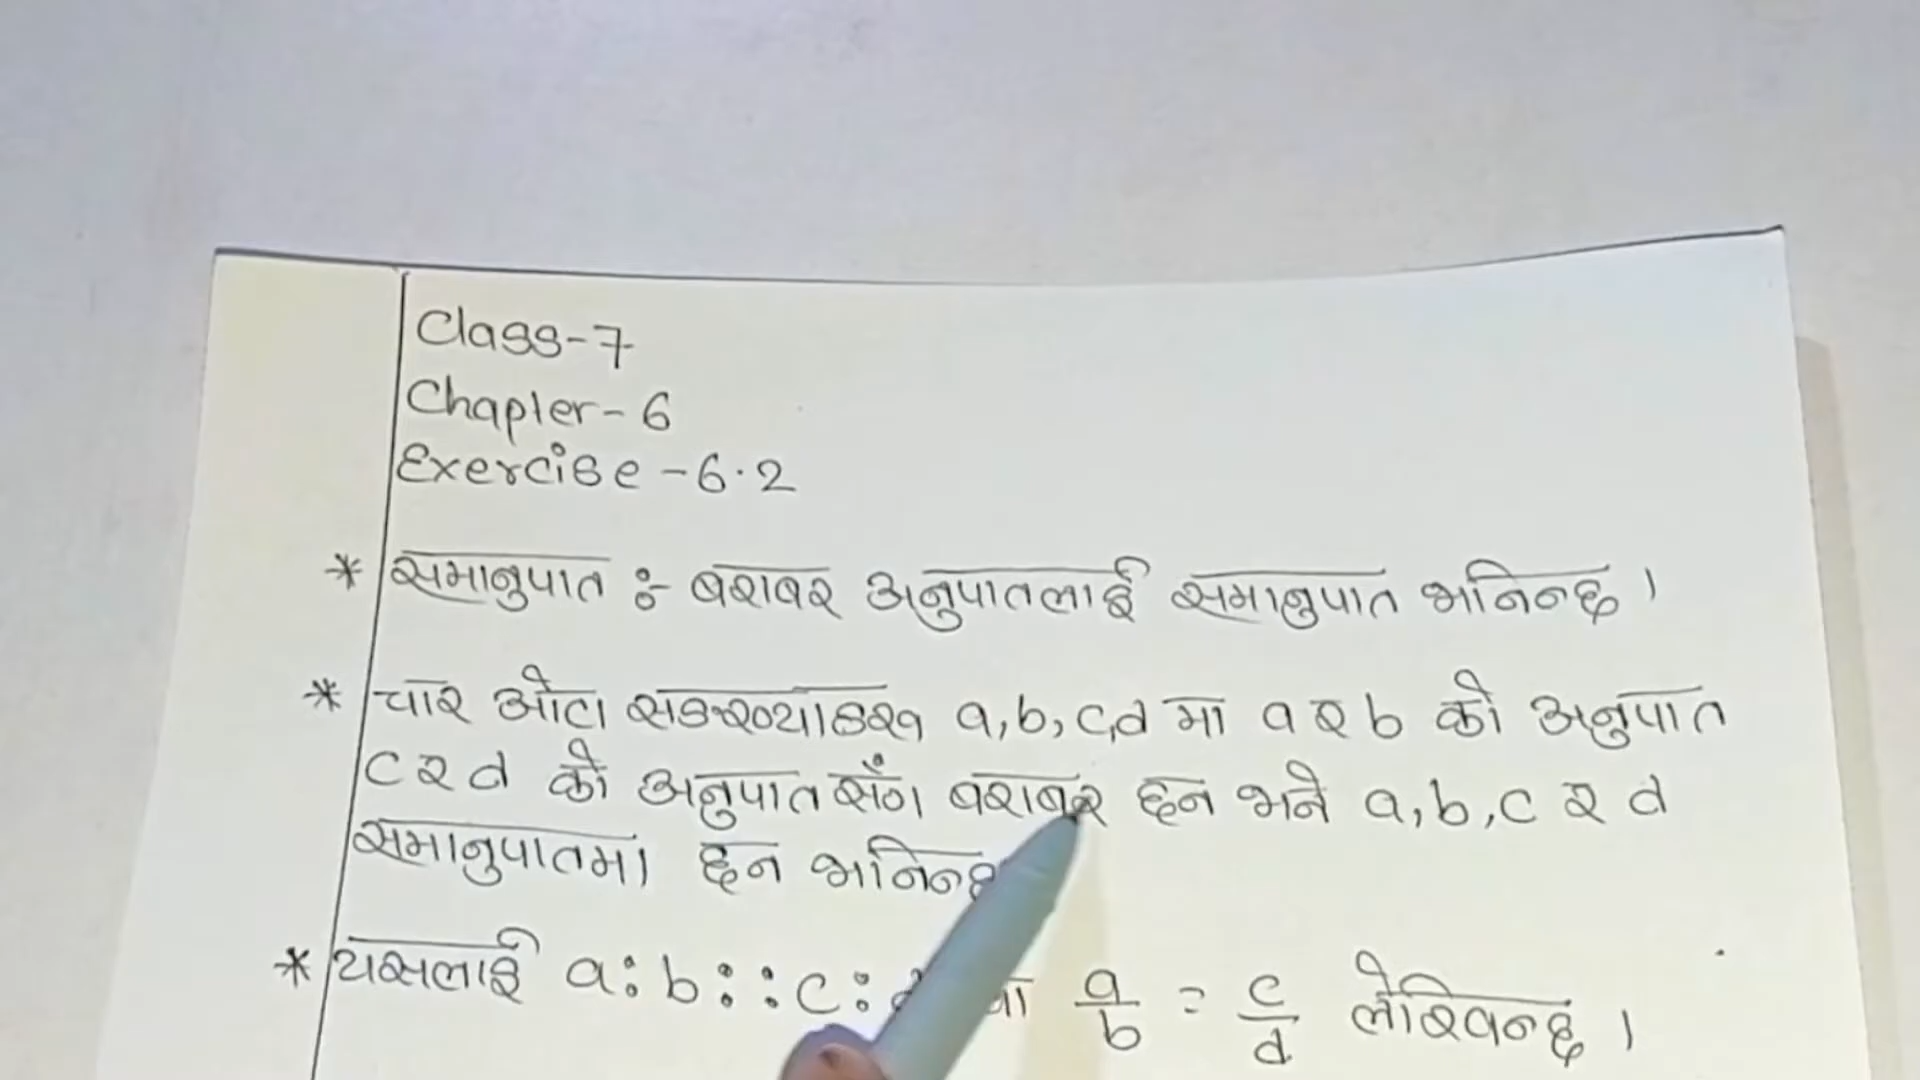 Class-7
Chapter-6
Exercise-6.2
* समानुपात :- बराबर अनुपातलाई समानुपात भनिन्छ ।
* चार ओटा सङ्ख्याहरू a,b,c,d मा a र b को अनुपात
c र d को अनुपातसँग बराबर छन भने a,b,c र d
समानुपातमा छन भनिन्छ
* यसलाई a:b::c: वा a/b = c/d लेखिन्छ ।